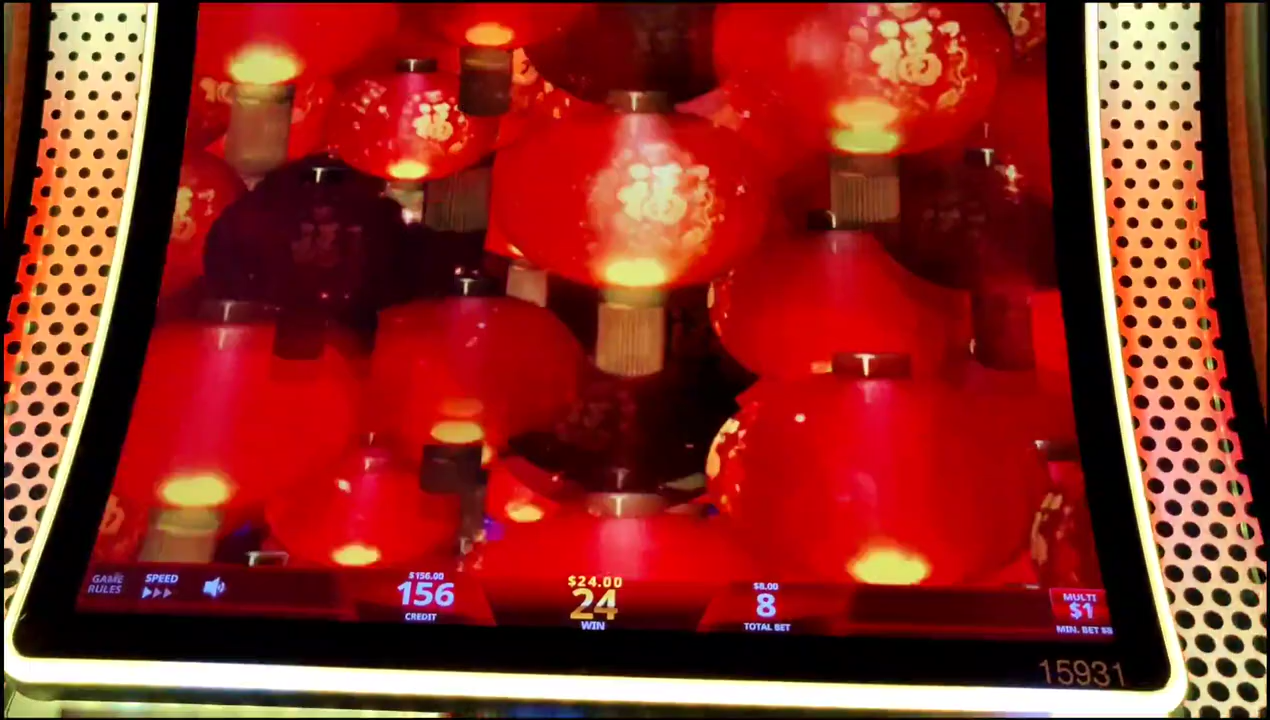 GAME
RULES
SPEED
$156.00
156
CREDIT
$24.00
24
WIN
$8.00
8
TOTAL BET
MULTI
$1
MIN. BET $8
15931
福
福
福